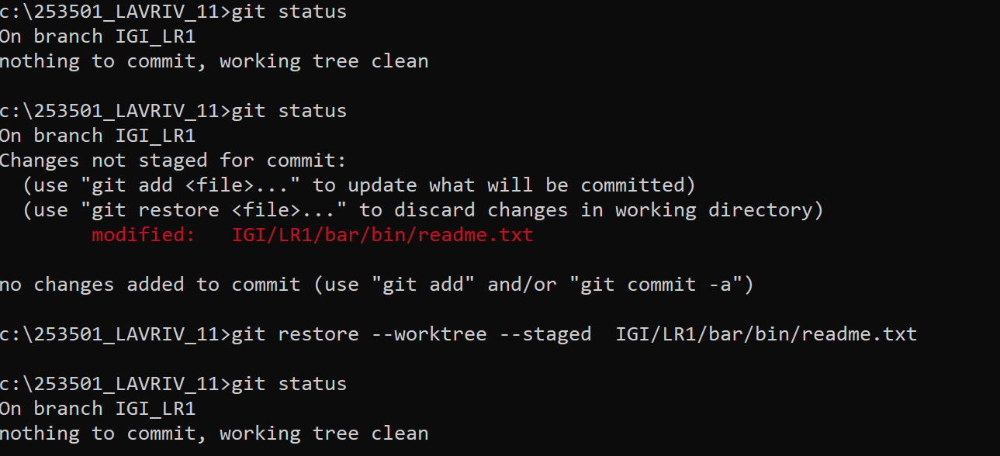 c:\253501_LAVRIV_11>git status
On branch IGI_LR1
nothing to commit, working tree clean
c:\253501_LAVRIV_11>git status
On branch IGI_LR1
Changes not staged for commit:
  (use "git add <file>..." to update what will be committed)
  (use "git restore <file>..." to discard changes in working directory)
        modified:   IGI/LR1/bar/bin/readme.txt
no changes added to commit (use "git add" and/or "git commit -a")
c:\253501_LAVRIV_11>git restore --worktree --staged  IGI/LR1/bar/bin/readme.txt
c:\253501_LAVRIV_11>git status
On branch IGI_LR1
nothing to commit, working tree clean